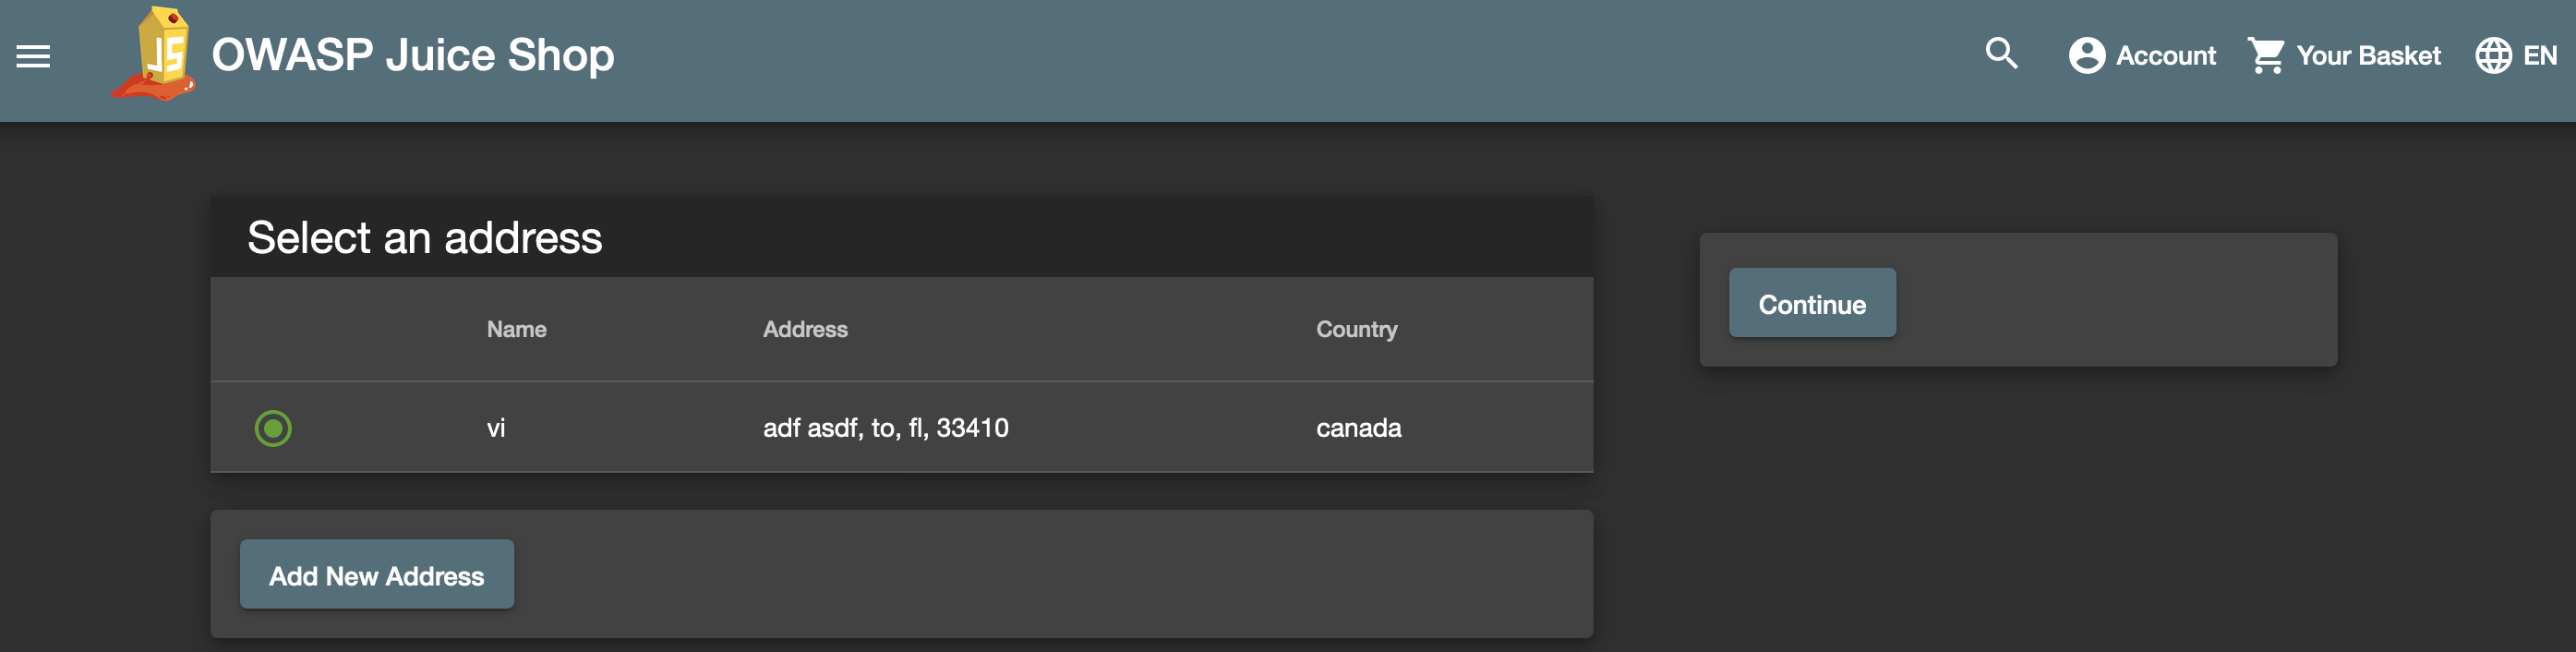 JS
OWASP Juice Shop
Account
Your Basket
EN
Select an address
Continue
Name Address Country
vi adf asdf, to, fl, 33410 canada
Add New Address